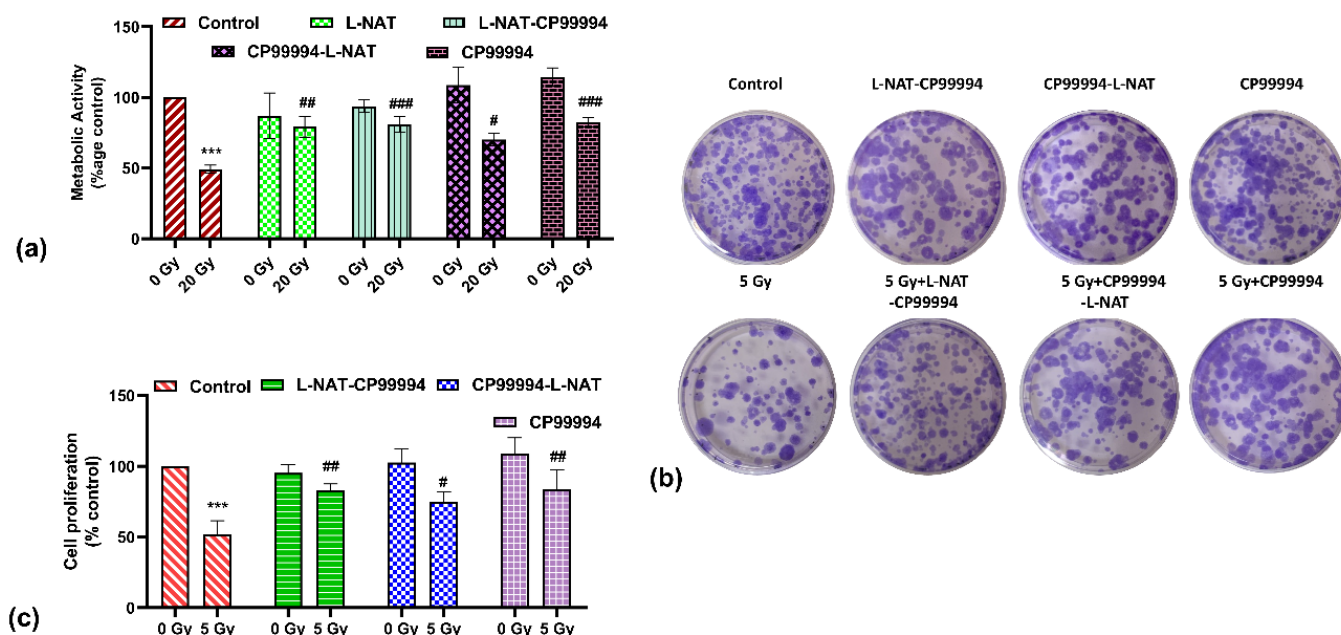 150
100
50
0
Metabolic Activity
(%age control)
Control
L-NAT
L-NAT-CP99994
CP99994-L-NAT
CP99994
***
##
###
#
###
0 Gy
20 Gy
0 Gy
20 Gy
0 Gy
20 Gy
0 Gy
20 Gy
0 Gy
20 Gy
(a)
Control
L-NAT-CP99994
CP99994-L-NAT
CP99994
5 Gy
5 Gy+L-NAT
-CP99994
5 Gy+CP99994
-L-NAT
5 Gy+CP99994
(b)
150
100
50
0
Cell proliferation
(% control)
Control
L-NAT-CP99994
CP99994-L-NAT
CP99994
***
##
#
##
0 Gy
5 Gy
0 Gy
5 Gy
0 Gy
5 Gy
0 Gy
5 Gy
(c)